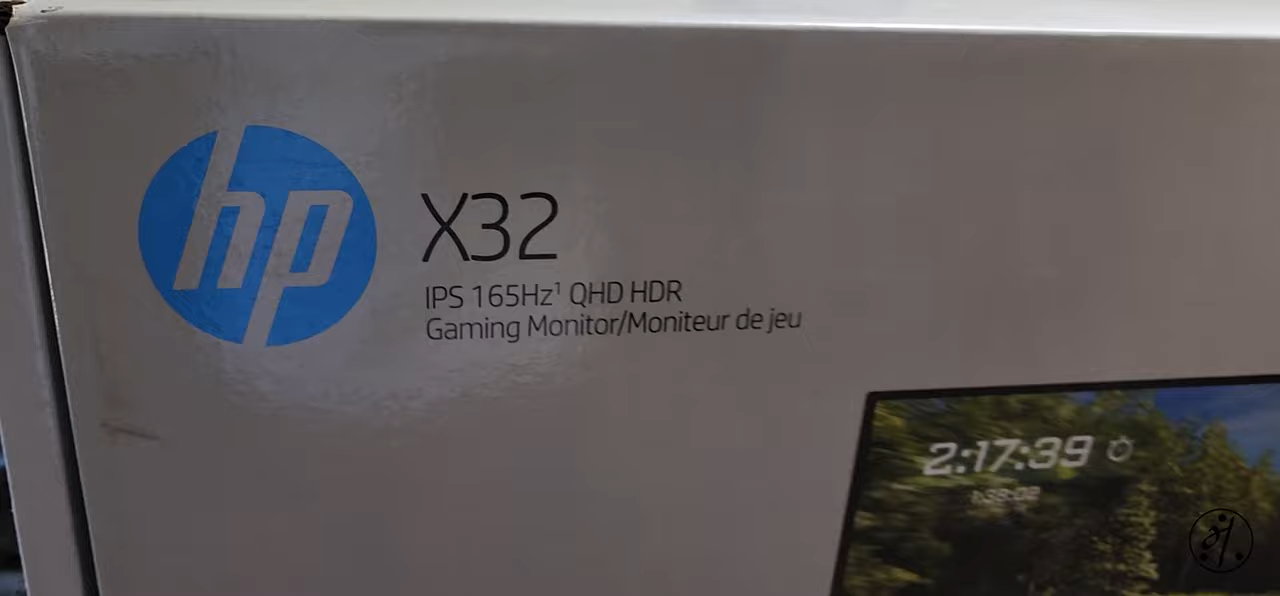 hp
X32
IPS 165Hz¹ QHD HDR
Gaming Monitor/Moniteur de jeu
2:17:39